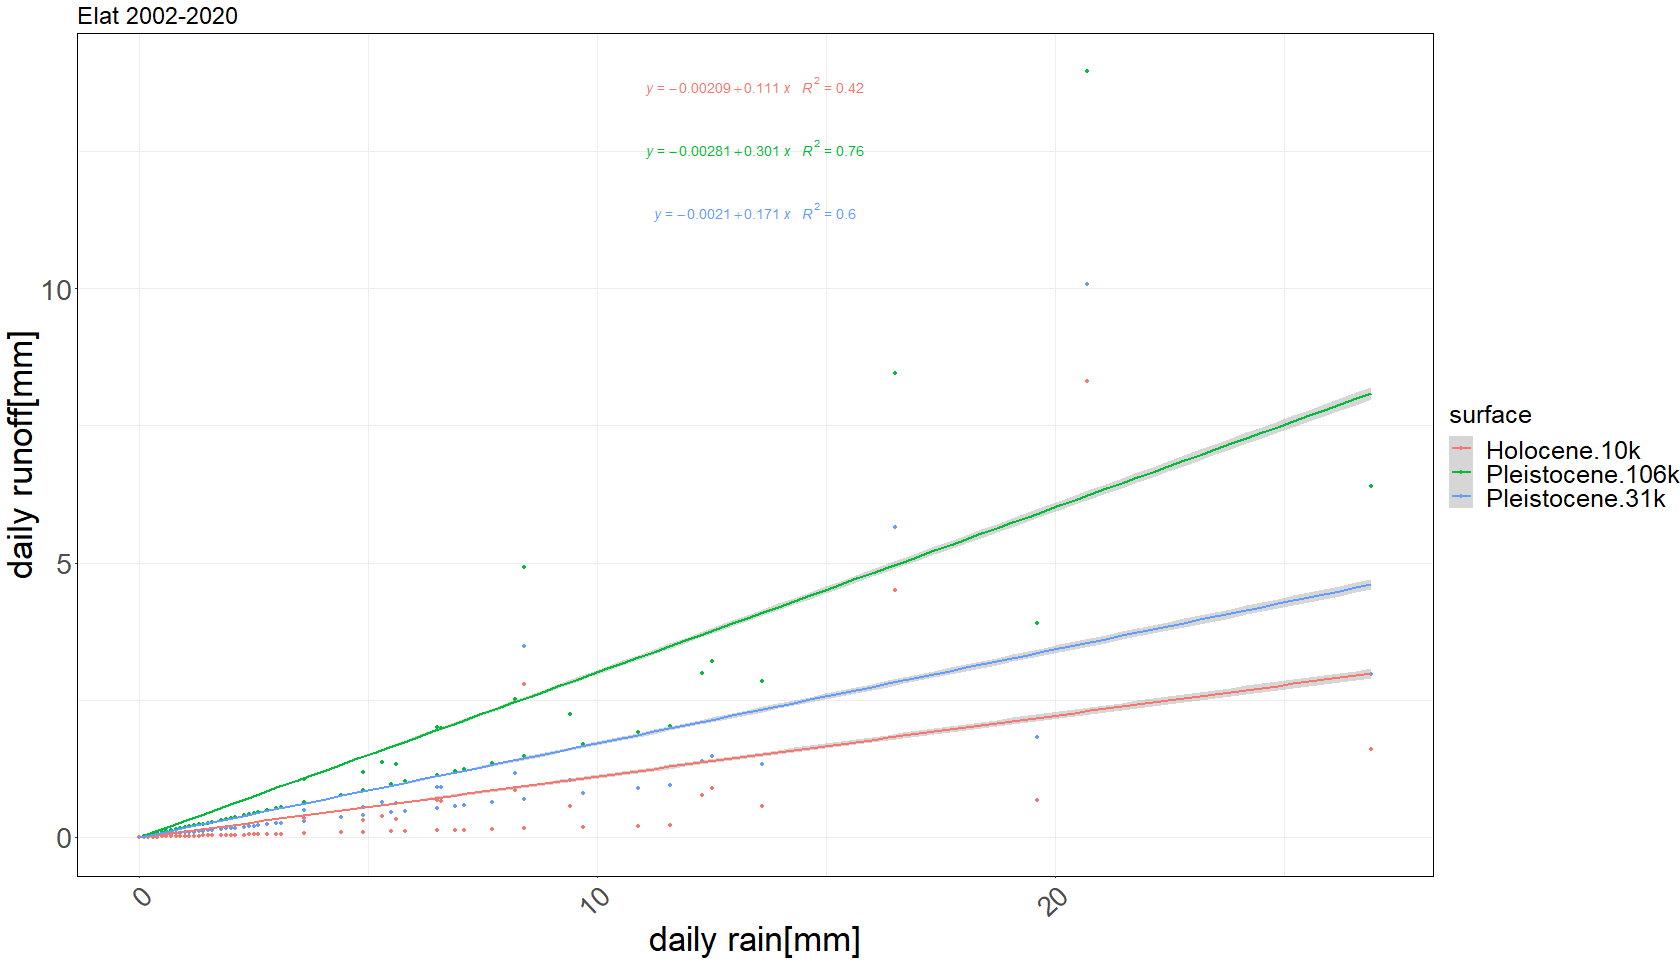 Elat 2002-2020
y = −0.00209 + 0.111 x R² = 0.42
y = −0.00281 + 0.301 x R² = 0.76
y = −0.0021 + 0.171 x R² = 0.6
10
5
0
daily runoff[mm]
0
10
20
daily rain[mm]
surface
Holocene.10k
Pleistocene.106k
Pleistocene.31k